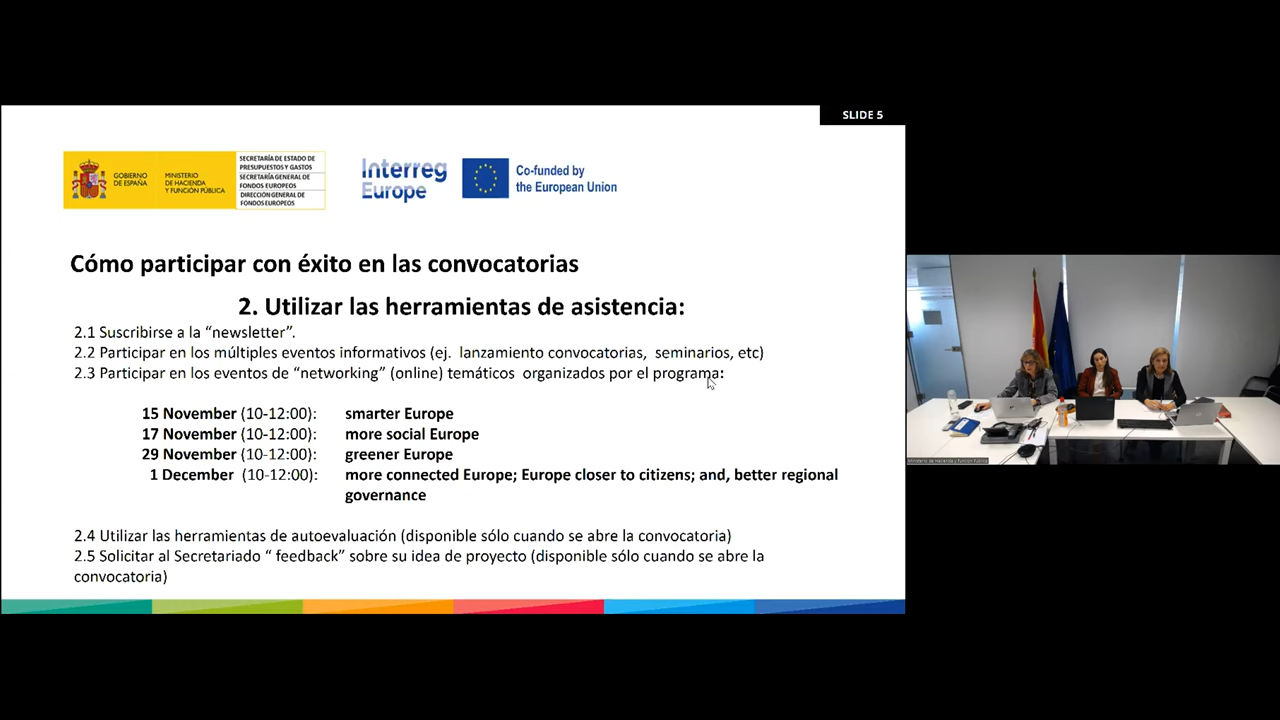 SLIDE 5
GOBIERNO
DE ESPAÑA
MINISTERIO
DE HACIENDA
Y FUNCIÓN PÚBLICA
SECRETARÍA DE ESTADO DE
PRESUPUESTOS Y GASTOS
SECRETARÍA GENERAL DE
FONDOS EUROPEOS
DIRECCIÓN GENERAL DE
FONDOS EUROPEOS
Interreg
Europe
Co-funded by
the European Union
Cómo participar con éxito en las convocatorias
2. Utilizar las herramientas de asistencia:
2.1 Suscribirse a la “newsletter”.
2.2 Participar en los múltiples eventos informativos (ej. lanzamiento convocatorias, seminarios, etc)
2.3 Participar en los eventos de “networking” (online) temáticos organizados por el programa:
15 November (10-12:00): smarter Europe
17 November (10-12:00): more social Europe
29 November (10-12:00): greener Europe
1 December (10-12:00): more connected Europe; Europe closer to citizens; and, better regional
governance
2.4 Utilizar las herramientas de autoevaluación (disponible sólo cuando se abre la convocatoria)
2.5 Solicitar al Secretariado “ feedback” sobre su idea de proyecto (disponible sólo cuando se abre la
convocatoria)
Ministerio de Hacienda y Función Pública